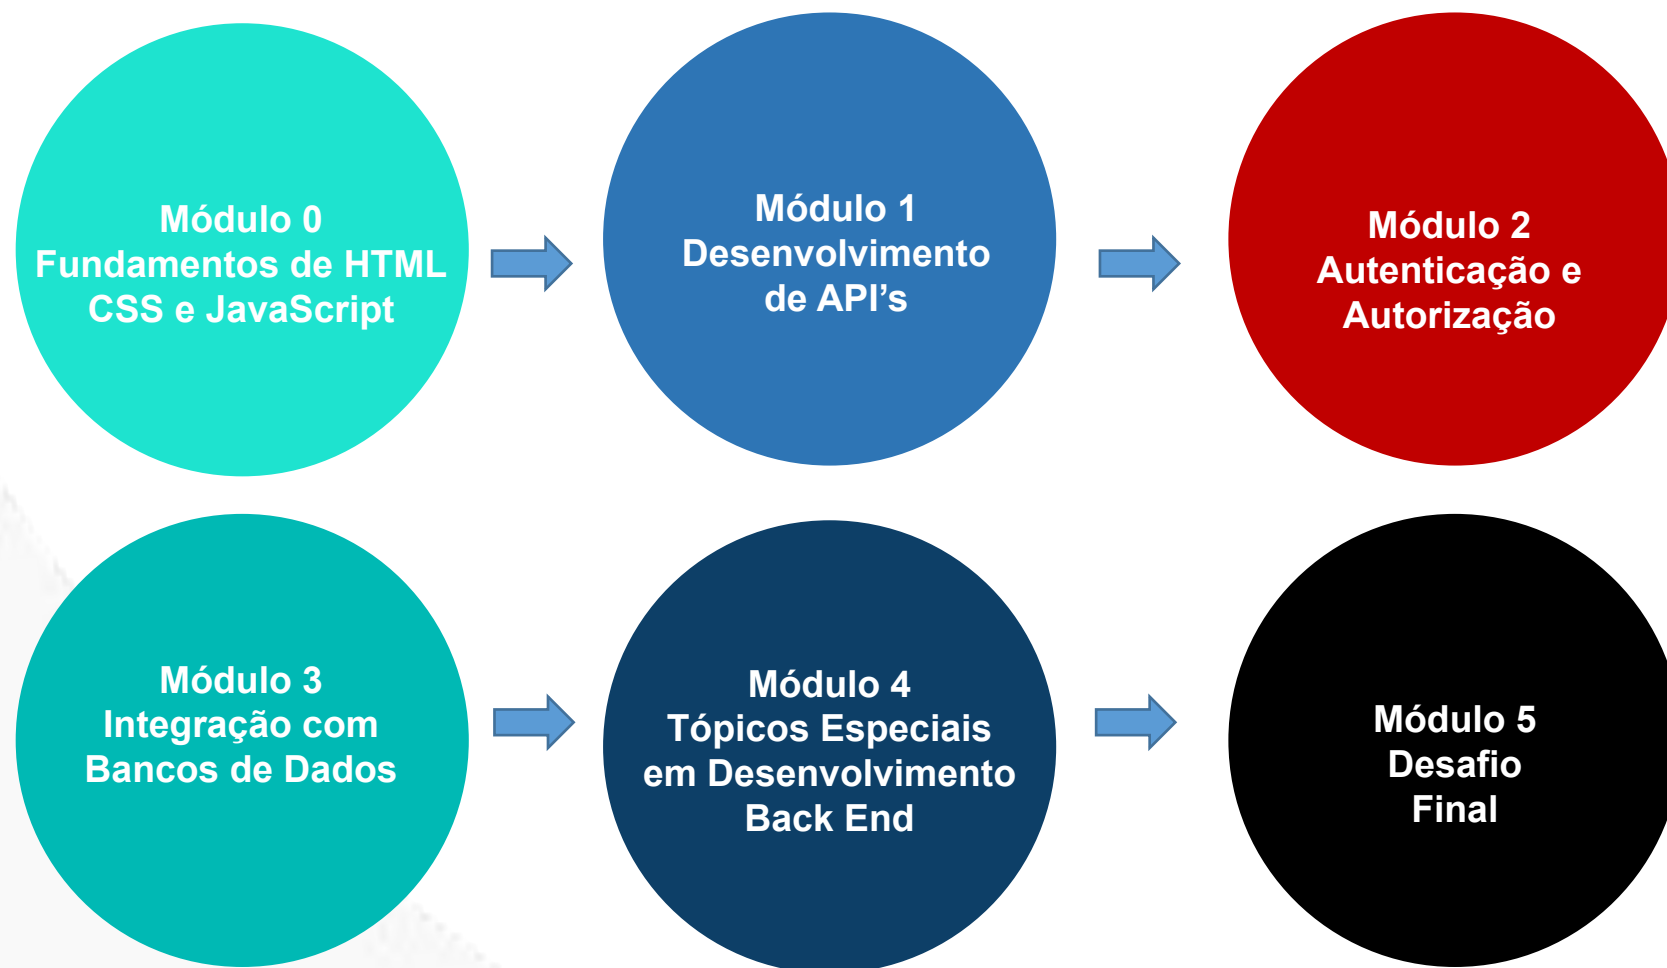 Módulo 0
Fundamentos de HTML
CSS e JavaScript
Módulo 1
Desenvolvimento
de API’s
Módulo 2
Autenticação e
Autorização
Módulo 3
Integração com
Bancos de Dados
Módulo 4
Tópicos Especiais
em Desenvolvimento
Back End
Módulo 5
Desafio
Final